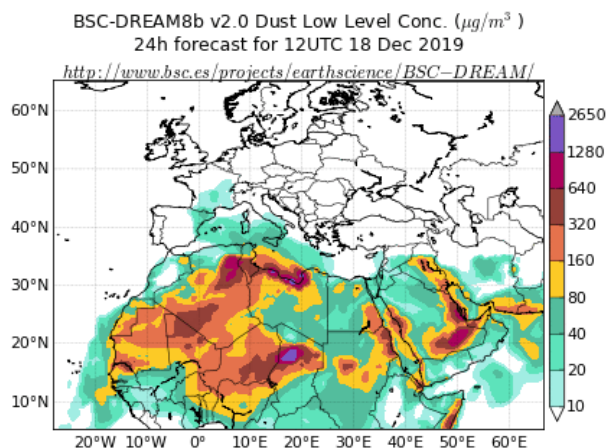 BSC-DREAM8b v2.0 Dust Low Level Conc. (μg/m³ )
24h forecast for 12UTC 18 Dec 2019
http://www.bsc.es/projects/earthscience/BSC−DREAM/
60°N
50°N
40°N
30°N
20°N
10°N
20°W 10°W 0° 10°E 20°E 30°E 40°E 50°E 60°E
2650
1280
640
320
160
80
40
20
10